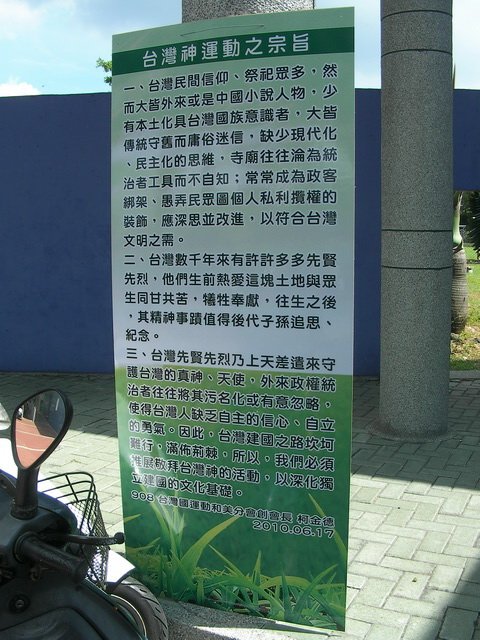 台灣神運動之宗旨
一、台灣民間信仰、祭祀眾多，然
而大皆外來或是中國小說人物，少
有本土化具台灣國族意識者，大皆
傳統守舊而庸俗迷信，缺少現代化
、民主化的思維，寺廟往往淪為統
治者工具而不自知；常常成為政客
綁架、愚弄民眾圖個人私利攬權的
裝飾，應深思並改進，以符合台灣
文明之需。
二、台灣數千年來有許許多多先賢
先烈，他們生前熱愛這塊土地與眾
生同甘共苦，犧牲奉獻，往生之後
，其精神事蹟值得後代子孫追思、
紀念。
三、台灣先賢先烈乃上天差遣來守
護台灣的真神、天使，外來政權統
治者往往將其污名化或有意忽略，
使得台灣人缺乏自主的信心、自立
的勇氣。因此，台灣建國之路坎坷
難行，滿佈荊棘，所以，我們必須
推展敬拜台灣神的活動，以深化獨
立建國的文化基礎。
908 台灣國運動和美分會創會長 柯金德
2010.06.17